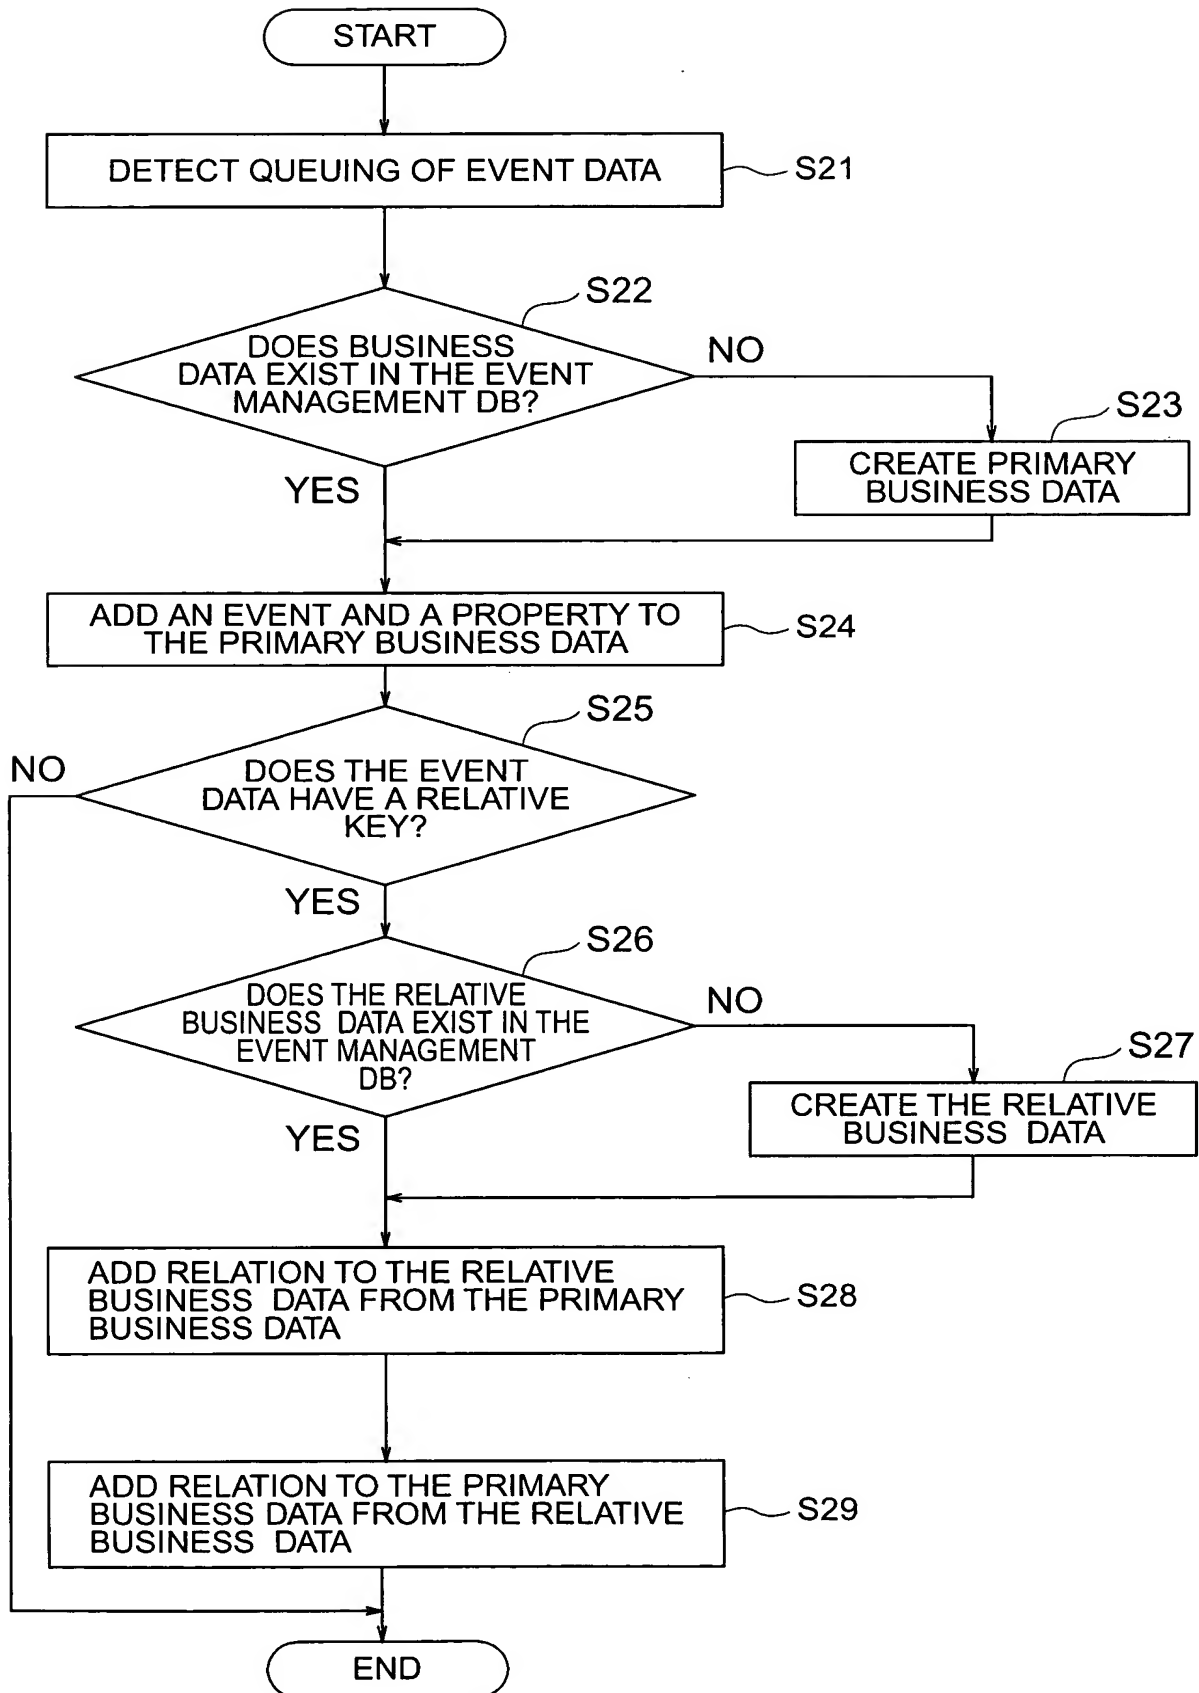 START
DETECT QUEUING OF EVENT DATA
S21
S22
DOES BUSINESS
DATA EXIST IN THE EVENT
MANAGEMENT DB?
NO
YES
S23
CREATE PRIMARY
BUSINESS DATA
ADD AN EVENT AND A PROPERTY TO
THE PRIMARY BUSINESS DATA
S24
S25
DOES THE EVENT
DATA HAVE A RELATIVE
KEY?
NO
YES
S26
DOES THE RELATIVE
BUSINESS DATA EXIST IN THE
EVENT MANAGEMENT
DB?
NO
YES
S27
CREATE THE RELATIVE
BUSINESS DATA
ADD RELATION TO THE RELATIVE
BUSINESS DATA FROM THE PRIMARY
BUSINESS DATA
S28
ADD RELATION TO THE PRIMARY
BUSINESS DATA FROM THE RELATIVE
BUSINESS DATA
S29
END